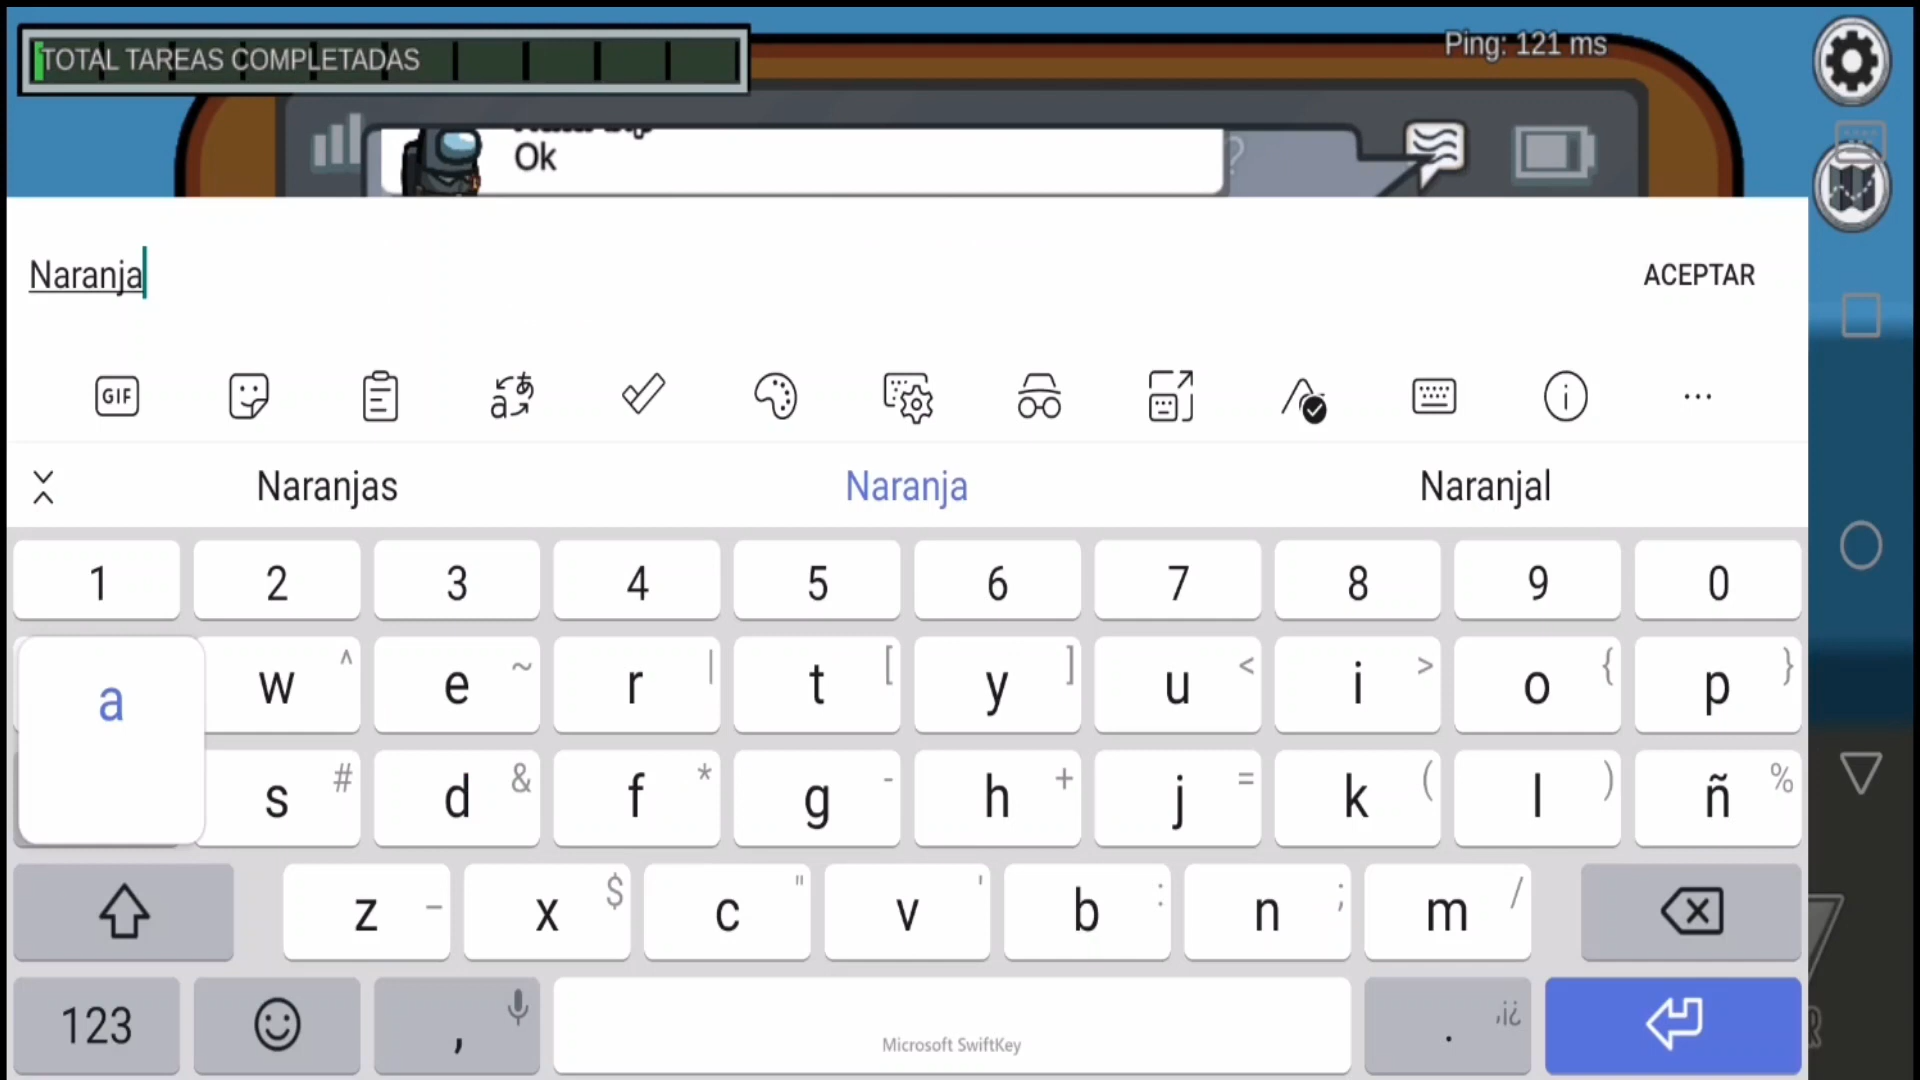 TOTAL TAREAS COMPLETADAS
Ping: 121 ms
Ok
?
Naranja
ACEPTAR
GIF
a あ
...
Naranjas Naranja Naranjal
1 2 3 4 5 6 7 8 9 0
a w ^ e ~ r | t [ y ] u < i > o { p }
s # d & f * g - h + j = k ( l ) ñ %
z – x $ c " v ' b : n ; m /
123 , Microsoft SwiftKey . ,¡¿
R